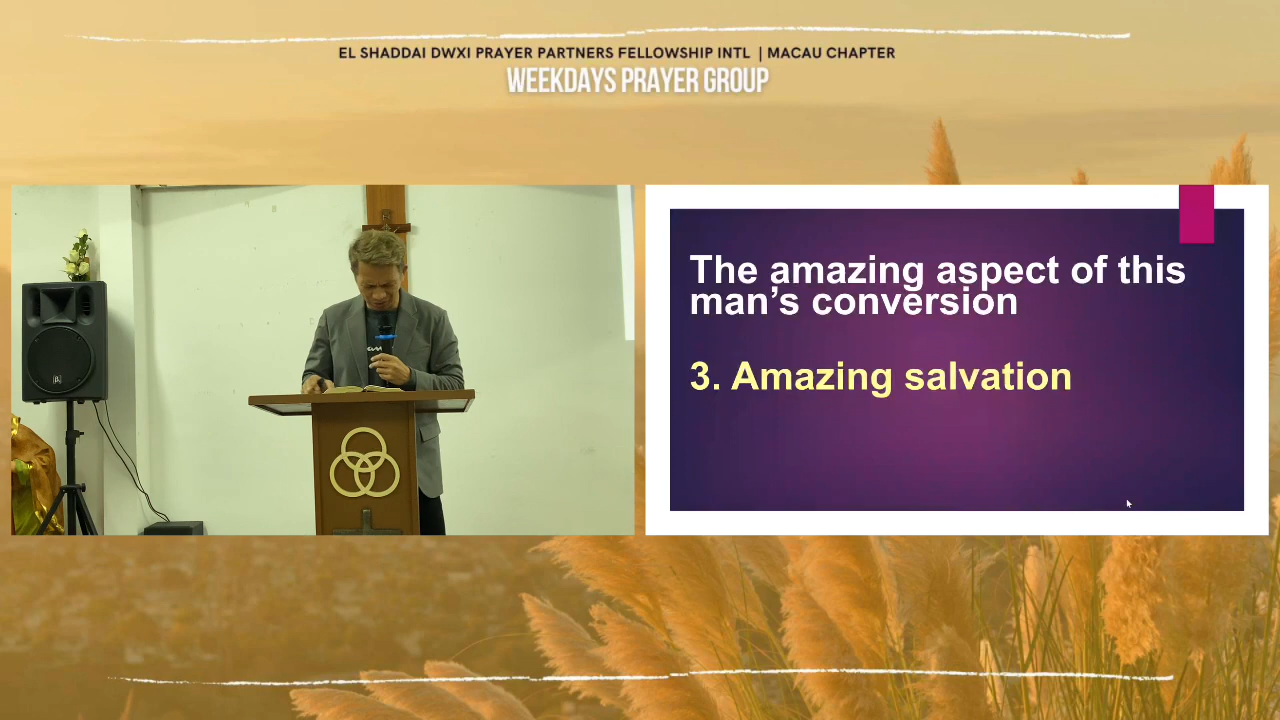 EL SHADDAI DWXI PRAYER PARTNERS FELLOWSHIP INTL | MACAU CHAPTER
WEEKDAYS PRAYER GROUP
The amazing aspect of this
man's conversion
3. Amazing salvation